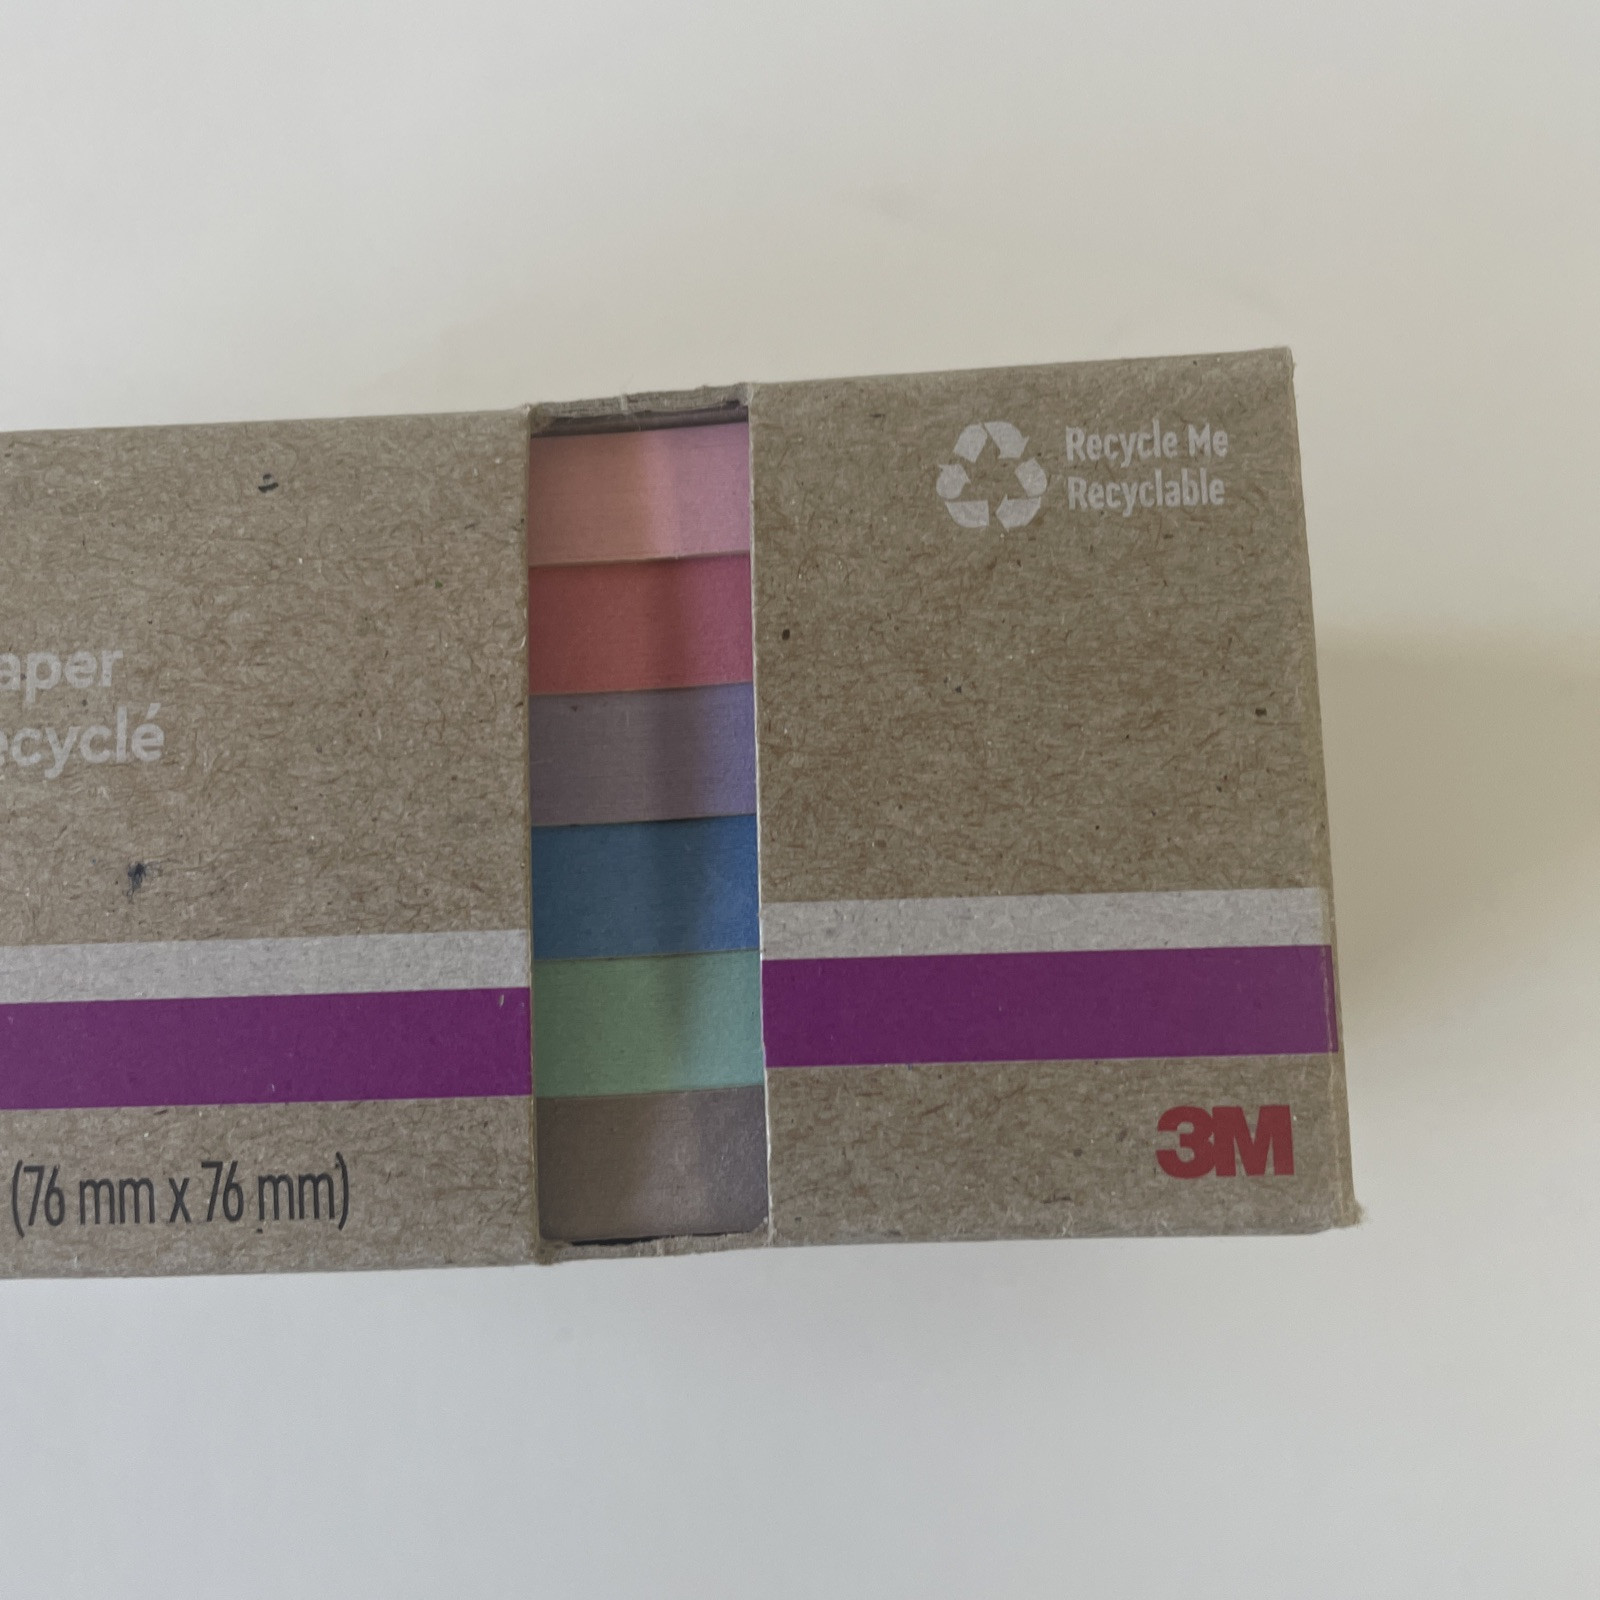 Recycle Me
Recyclable
aper
ecyclé
(76 mm x 76 mm)
3M